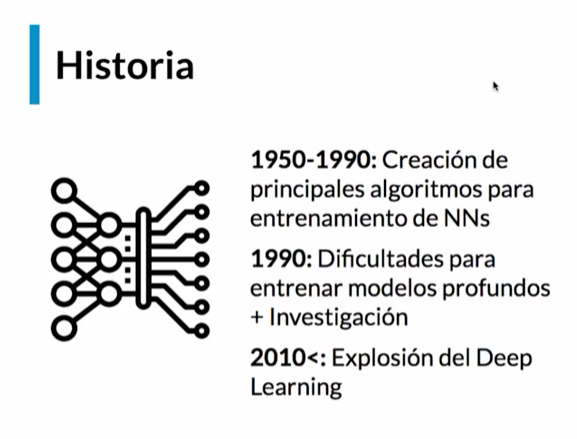 Historia
1950-1990: Creación de
principales algoritmos para
entrenamiento de NNs
1990: Dificultades para
entrenar modelos profundos
+ Investigación
2010<: Explosión del Deep
Learning